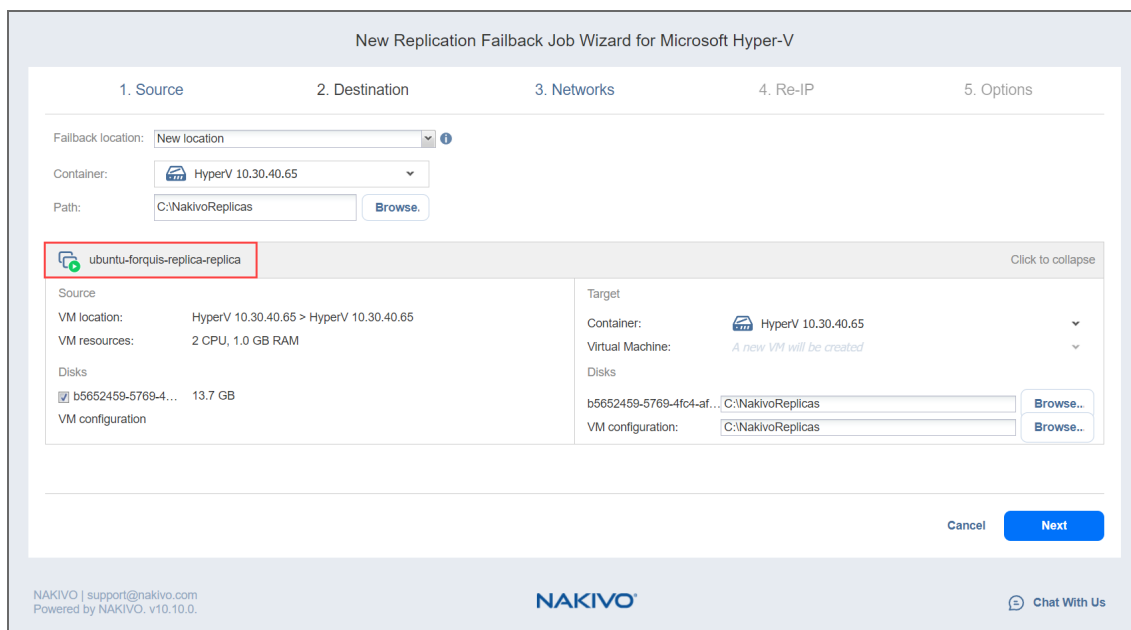 New Replication Failback Job Wizard for Microsoft Hyper-V
1. Source 2. Destination 3. Networks 4. Re-IP 5. Options
Failback location: New location
Container: HyperV 10.30.40.65
Path: C:\NakivoReplicas Browse.
ubuntu-forquis-replica-replica Click to collapse
Source
VM location: HyperV 10.30.40.65 > HyperV 10.30.40.65
VM resources: 2 CPU, 1.0 GB RAM
Disks
b5652459-5769-4... 13.7 GB
VM configuration
Target
Container: HyperV 10.30.40.65
Virtual Machine: A new VM will be created
Disks
b5652459-5769-4fc4-af... C:\NakivoReplicas Browse...
VM configuration: C:\NakivoReplicas Browse...
Cancel Next
NAKIVO | support@nakivo.com
Powered by NAKIVO. v10.10.0.
NAKIVO®
Chat With Us